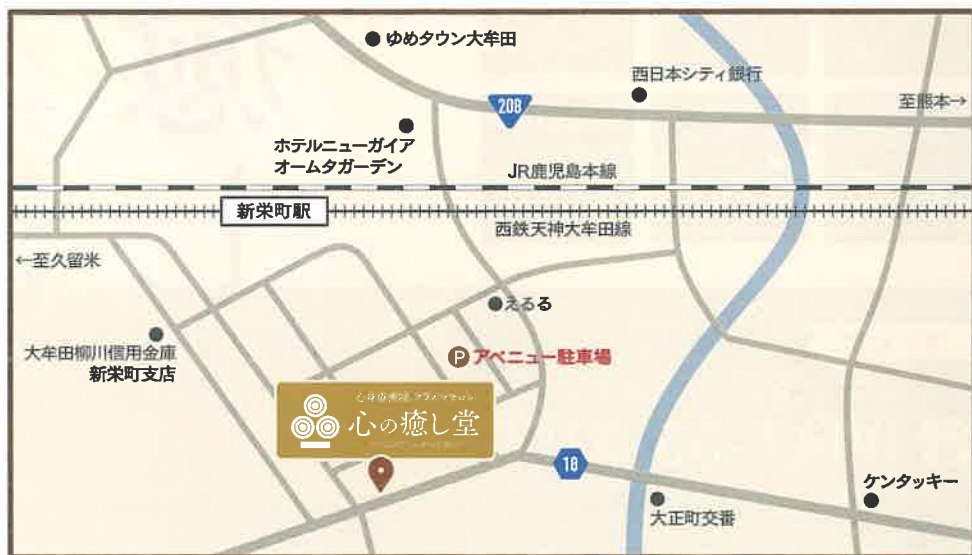 ゆめタウン大牟田
西日本シティ銀行
208
至熊本→
ホテルニューガイア
オームタガーデン
JR鹿児島本線
新栄町駅
西鉄天神大牟田線
←至久留米
えるる
大牟田柳川信用金庫
新栄町支店
P アベニュー駐車場
心の癒し堂
18
ケンタッキー
大正町交番